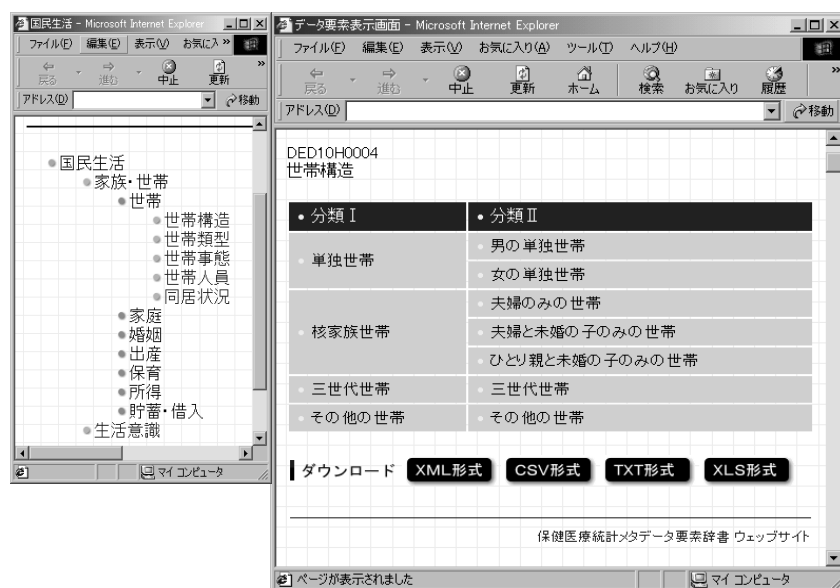 国民生活 - Microsoft Internet Explorer
ファイル(F) 編集(E) 表示(V) お気に入 »
戻る 進む 中止 更新 »
アドレス(D) 移動
国民生活
家族・世帯
世帯
世帯構造
世帯類型
世帯事態
世帯人員
同居状況
家庭
婚姻
出産
保育
所得
貯蓄・借入
生活意識
マイ コンピュータ
データ要素表示画面 - Microsoft Internet Explorer
ファイル(F) 編集(E) 表示(V) お気に入り(A) ツール(T) ヘルプ(H)
戻る 進む 中止 更新 ホーム 検索 お気に入り 履歴 »
アドレス(D) 移動
DED10H0004
世帯構造
• 分類Ⅰ • 分類Ⅱ
単独世帯 男の単独世帯
女の単独世帯
核家族世帯 夫婦のみの世帯
夫婦と未婚の子のみの世帯
ひとり親と未婚の子のみの世帯
三世代世帯 三世代世帯
その他の世帯 その他の世帯
ダウンロード XML形式 CSV形式 TXT形式 XLS形式
保健医療統計メタデータ要素辞書 ウェッブサイト
ページが表示されました マイ コンピュータ